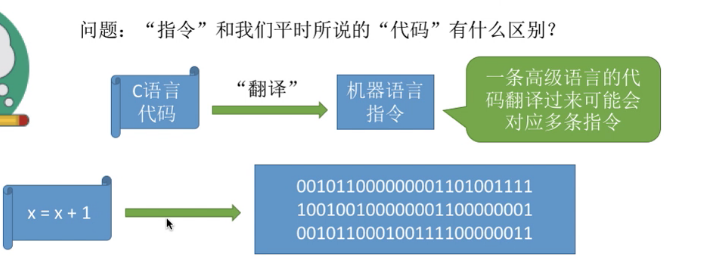 问题：“指令”和我们平时所说的“代码”有什么区别？
C语言
代码
“翻译”
机器语言
指令
一条高级语言的代
码翻译过来可能会
对应多条指令
x = x + 1
001011000000001101001111
100100100000001100000001
001011000100111100000011